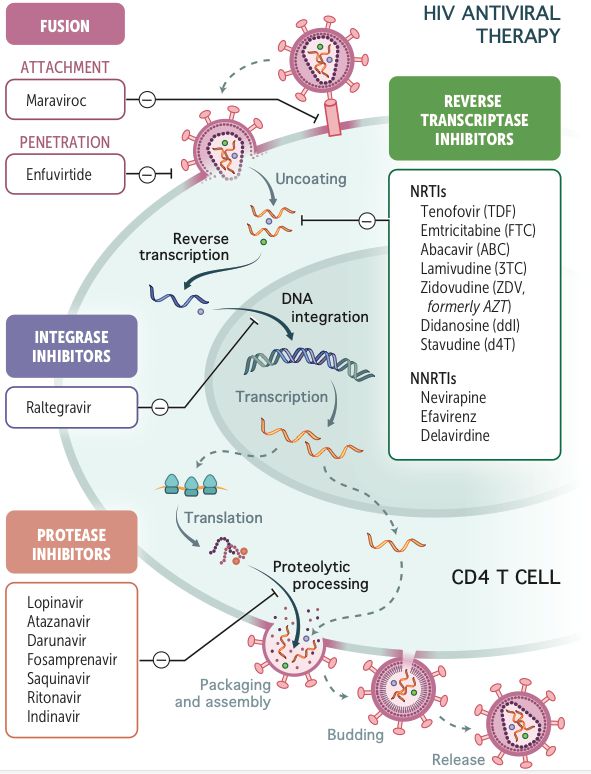 HIV ANTIVIRAL
THERAPY
FUSION
ATTACHMENT
Maraviroc
PENETRATION
Enfuvirtide
REVERSE
TRANSCRIPTASE
INHIBITORS
NRTIs
Tenofovir (TDF)
Emtricitabine (FTC)
Abacavir (ABC)
Lamivudine (3TC)
Zidovudine (ZDV,
formerly AZT)
Didanosine (ddI)
Stavudine (d4T)
NNRTIs
Nevirapine
Efavirenz
Delavirdine
Uncoating
Reverse
transcription
DNA
integration
INTEGRASE
INHIBITORS
Raltegravir
Transcription
Translation
PROTEASE
INHIBITORS
Lopinavir
Atazanavir
Darunavir
Fosamprenavir
Saquinavir
Ritonavir
Indinavir
Proteolytic
processing
CD4 T CELL
Packaging
and assembly
Budding
Release